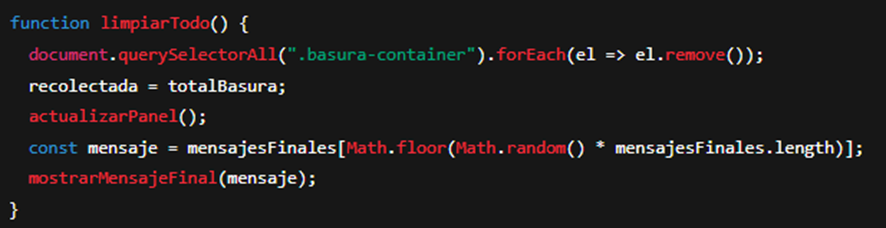 function limpiarTodo() {
  document.querySelectorAll(".basura-container").forEach(el => el.remove());
  recolectada = totalBasura;
  actualizarPanel();
  const mensaje = mensajesFinales[Math.floor(Math.random() * mensajesFinales.length)];
  mostrarMensajeFinal(mensaje);
}